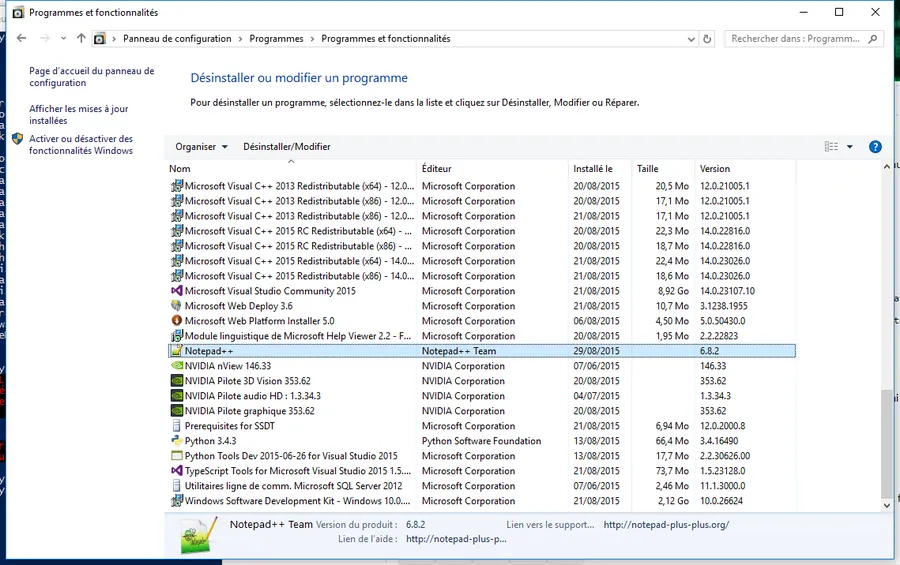 Programmes et fonctionnalités
Panneau de configuration > Programmes > Programmes et fonctionnalités
Rechercher dans : Programm...
Page d'accueil du panneau de configuration
Afficher les mises à jour installées
Activer ou désactiver des fonctionnalités Windows
Désinstaller ou modifier un programme
Pour désinstaller un programme, sélectionnez-le dans la liste et cliquez sur Désinstaller, Modifier ou Réparer.
Organiser Désinstaller/Modifier
Nom Éditeur Installé le Taille Version
Microsoft Visual C++ 2013 Redistributable (x64) - 12.0... Microsoft Corporation 20/08/2015 20,5 Mo 12.0.21005.1
Microsoft Visual C++ 2013 Redistributable (x86) - 12.0... Microsoft Corporation 20/08/2015 17,1 Mo 12.0.21005.1
Microsoft Visual C++ 2013 Redistributable (x86) - 12.0... Microsoft Corporation 21/08/2015 17,1 Mo 12.0.21005.1
Microsoft Visual C++ 2015 RC Redistributable (x64) - ... Microsoft Corporation 20/08/2015 22,3 Mo 14.0.22816.0
Microsoft Visual C++ 2015 RC Redistributable (x86) - ... Microsoft Corporation 20/08/2015 18,7 Mo 14.0.22816.0
Microsoft Visual C++ 2015 Redistributable (x64) - 14.0... Microsoft Corporation 21/08/2015 22,4 Mo 14.0.23026.0
Microsoft Visual C++ 2015 Redistributable (x86) - 14.0... Microsoft Corporation 21/08/2015 18,6 Mo 14.0.23026.0
Microsoft Visual Studio Community 2015 Microsoft Corporation 21/08/2015 8,92 Go 14.0.23107.10
Microsoft Web Deploy 3.6 Microsoft Corporation 21/08/2015 10,7 Mo 3.1238.1955
Microsoft Web Platform Installer 5.0 Microsoft Corporation 06/08/2015 4,50 Mo 5.0.50430.0
Module linguistique de Microsoft Help Viewer 2.2 - F... Microsoft Corporation 20/08/2015 1,95 Mo 2.2.22823
Notepad++ Notepad++ Team 29/08/2015 6.8.2
NVIDIA nView 146.33 NVIDIA Corporation 07/06/2015 146.33
NVIDIA Pilote 3D Vision 353.62 NVIDIA Corporation 20/08/2015 353.62
NVIDIA Pilote audio HD : 1.3.34.3 NVIDIA Corporation 04/07/2015 1.3.34.3
NVIDIA Pilote graphique 353.62 NVIDIA Corporation 20/08/2015 353.62
Prerequisites for SSDT Microsoft Corporation 21/08/2015 6,94 Mo 12.0.2000.8
Python 3.4.3 Python Software Foundation 13/08/2015 66,4 Mo 3.4.16490
Python Tools Dev 2015-06-26 for Visual Studio 2015 Microsoft Corporation 13/08/2015 17,7 Mo 2.2.30626.00
TypeScript Tools for Microsoft Visual Studio 2015 1.5.... Microsoft Corporation 21/08/2015 73,7 Mo 1.5.23128.0
Utilitaires ligne de comm. Microsoft SQL Server 2012 Microsoft Corporation 07/06/2015 2,46 Mo 11.1.3000.0
Windows Software Development Kit - Windows 10.0.... Microsoft Corporation 21/08/2015 2,12 Go 10.0.26624
Notepad++ Team Version du produit : 6.8.2 Lien vers le support... http://notepad-plus-plus.org/
Lien de l'aide : http://notepad-plus-p...